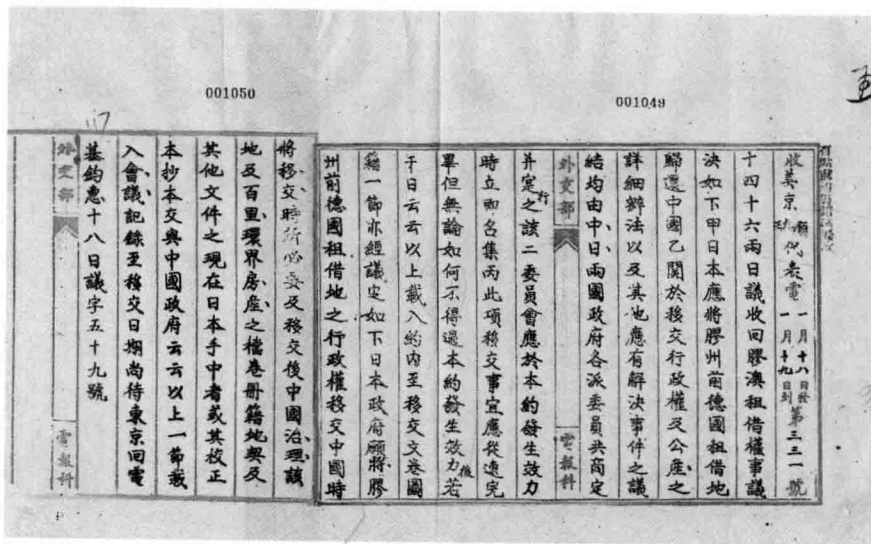 001050
001049
收英京顧代表電 一月十八日發 一月十九日到 第三三一號
十四十六兩日議收回膠澳租借權事議
決如下甲日本應將膠州前德國租借地
歸還中國乙關於移交行政權及公產之
詳細辦法以及其他應有解決事件之議
結均由中日兩國政府各派委員共商定
外交部
電報科
并定行之該二委員會應於本約發生效力
時立即召集丙此項移交事宜應從速完
畢但無論如何不得過本約發生效力後若
干日云云以上載入約內至移交文卷圖
籍一節亦經議定如下日本政府願將膠
州前德國租借地之行政權移交中國時
將移交時所必要及移交後中國治理該
地及百里環界房產之檔卷冊籍地契及
其他文件之現在日本手中者或其校正
本抄本交與中國政府云云以上一節載
入會議記錄至移交日期尚待東京回電
基鈞惠十八日議字五十九號
外交部
電報科